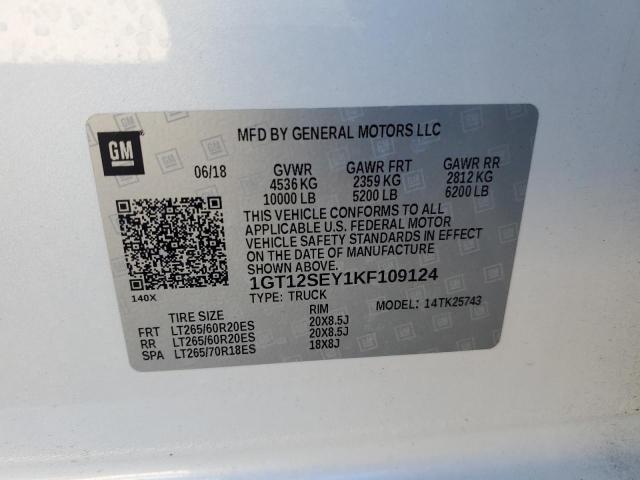 MFD BY GENERAL MOTORS LLC
GM
06/18 GVWR GAWR FRT GAWR RR
4536 KG 2359 KG 2812 KG
10000 LB 5200 LB 6200 LB
THIS VEHICLE CONFORMS TO ALL
APPLICABLE U.S. FEDERAL MOTOR
VEHICLE SAFETY STANDARDS IN EFFECT
ON THE DATE OF MANUFACTURE
SHOWN ABOVE.
140X
1GT12SEY1KF109124
TYPE: TRUCK MODEL: 14TK25743
TIRE SIZE RIM
FRT LT265/60R20ES 20X8.5J
RR LT265/60R20ES 20X8.5J
SPA LT265/70R18ES 18X8J